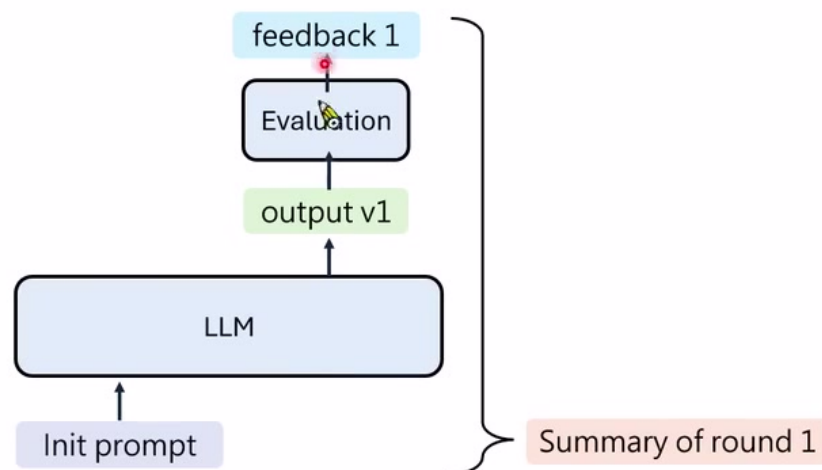 feedback 1
Evaluation
output v1
LLM
Init prompt
Summary of round 1